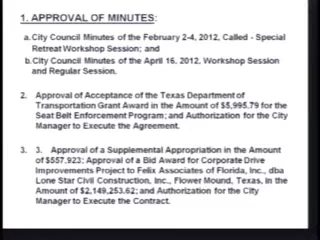 1. APPROVAL OF MINUTES:
a. City Council Minutes of the February 2-4, 2012, Called - Special
Retreat Workshop Session; and
b. City Council Minutes of the April 16, 2012, Workshop Session
and Regular Session.
2. Approval of Acceptance of the Texas Department of
Transportation Grant Award in the Amount of $5,995.79 for the
Seat Belt Enforcement Program; and Authorization for the City
Manager to Execute the Agreement.
3. 3. Approval of a Supplemental Appropriation in the Amount
of $557,923; Approval of a Bid Award for Corporate Drive
Improvements Project to Felix Associates of Florida, Inc., dba
Lone Star Civil Construction, Inc., Flower Mound, Texas, in the
Amount of $2,149,253.62; and Authorization for the City
Manager to Execute the Contract.